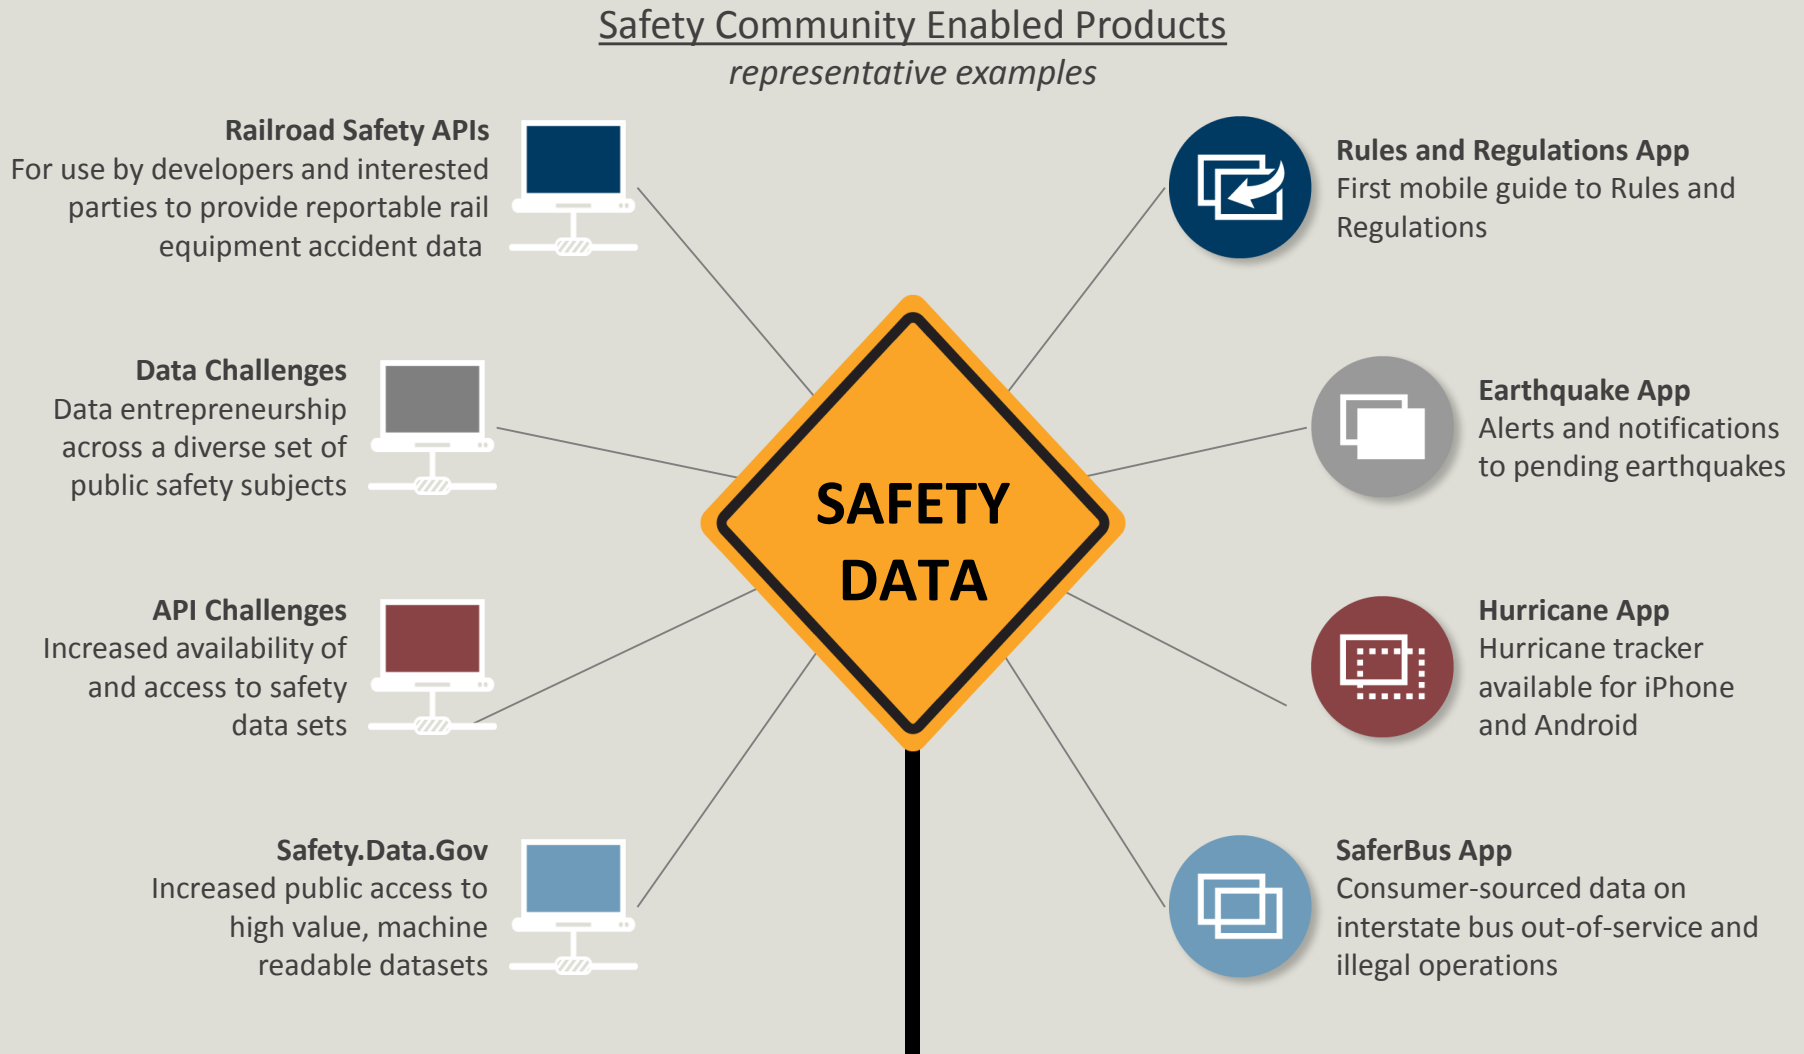 Safety Community Enabled Products
representative examples
Railroad Safety APIs
For use by developers and interested
parties to provide reportable rail
equipment accident data
Data Challenges
Data entrepreneurship
across a diverse set of
public safety subjects
API Challenges
Increased availability of
and access to safety
data sets
Safety.Data.Gov
Increased public access to
high value, machine
readable datasets
SAFETY
DATA
Rules and Regulations App
First mobile guide to Rules and
Regulations
Earthquake App
Alerts and notifications
to pending earthquakes
Hurricane App
Hurricane tracker
available for iPhone
and Android
SaferBus App
Consumer-sourced data on
interstate bus out-of-service and
illegal operations